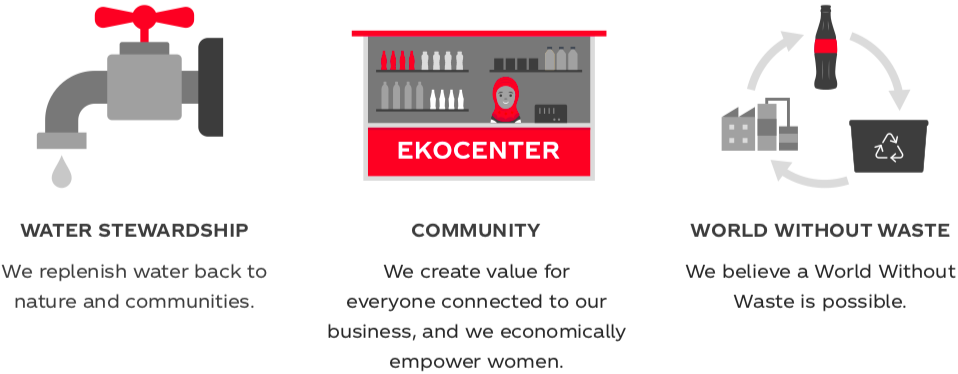 EKOCENTER
WATER STEWARDSHIP
We replenish water back to
nature and communities.
COMMUNITY
We create value for
everyone connected to our
business, and we economically
empower women.
WORLD WITHOUT WASTE
We believe a World Without
Waste is possible.